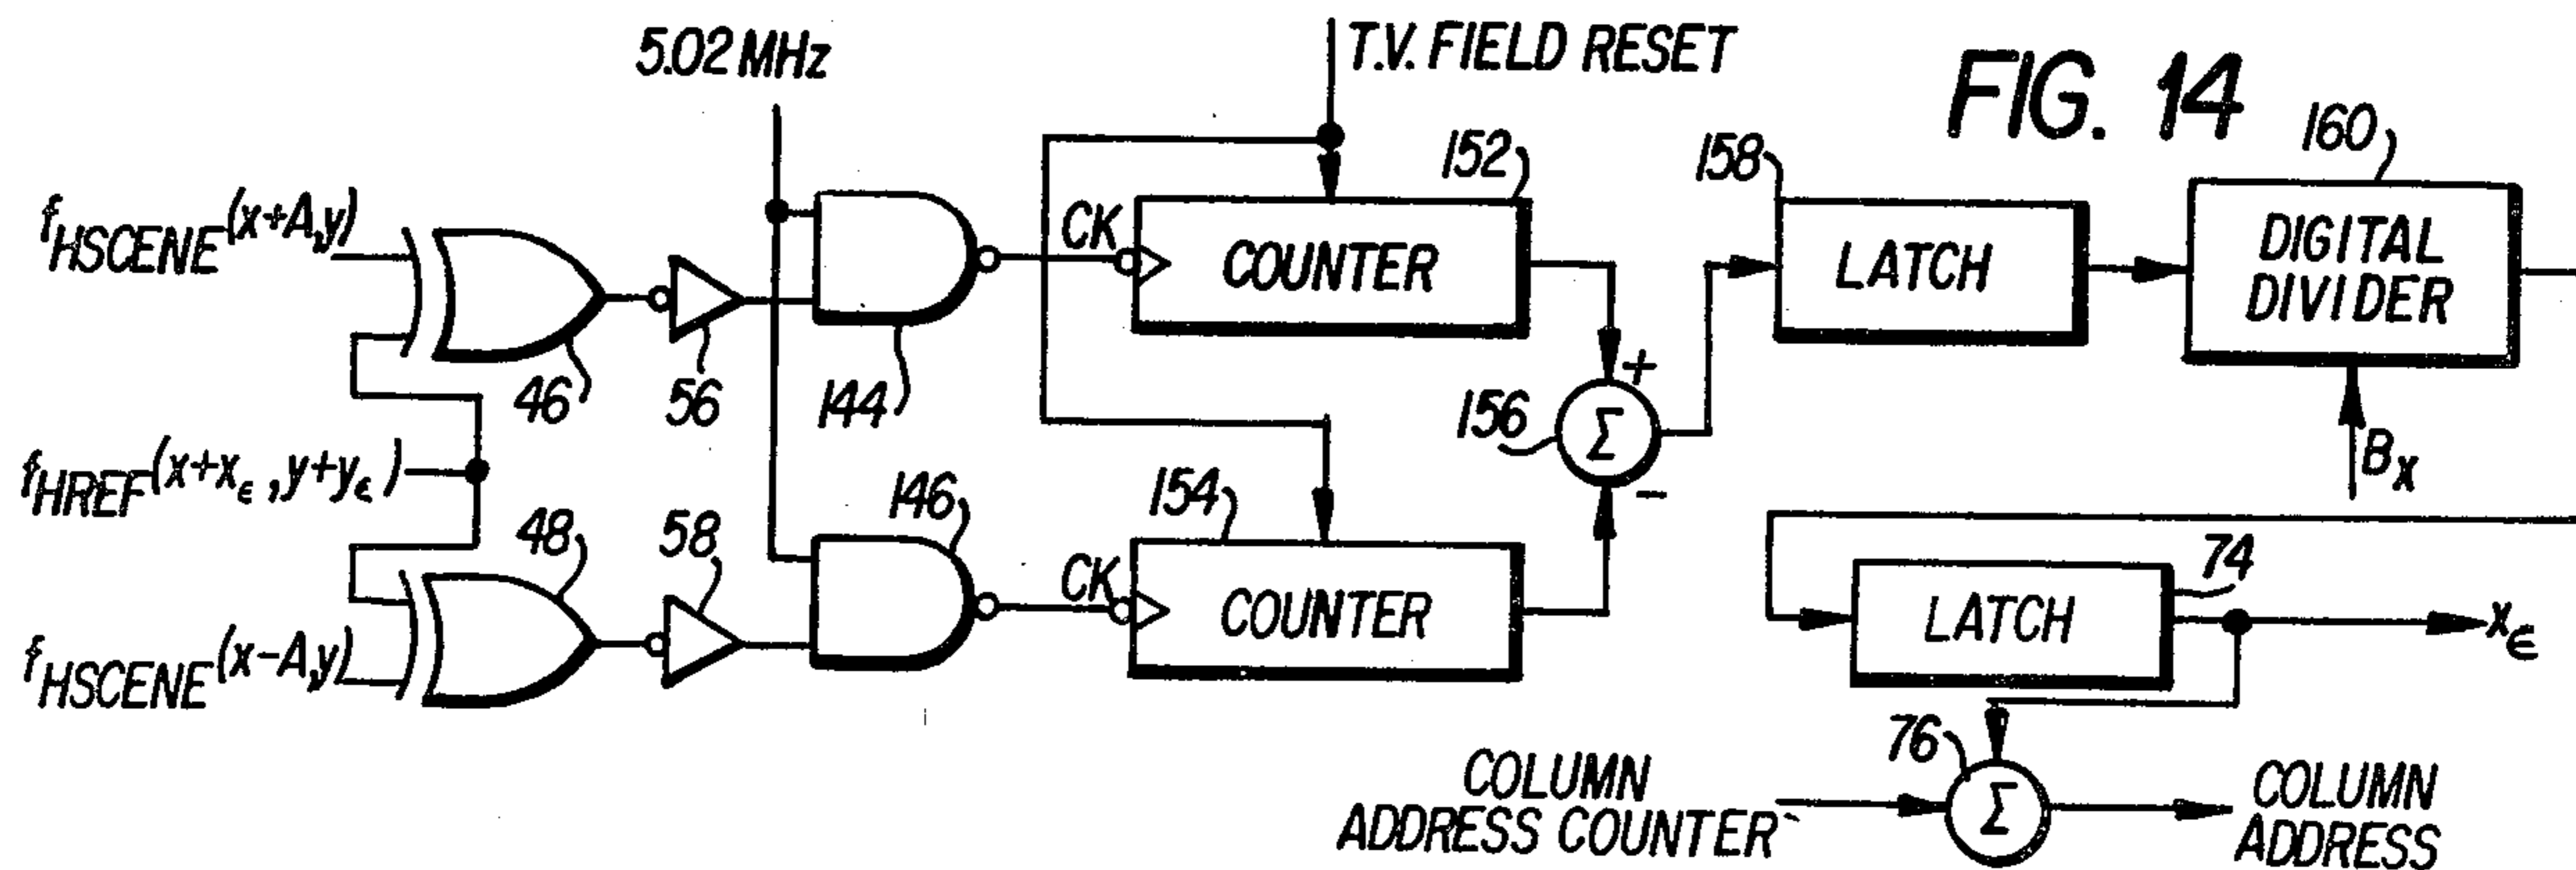 5.02 MHz
T.V. FIELD RESET
FIG. 14
160
152
158
fHSCENE(x+A,y)
CK
COUNTER
LATCH
DIGITAL
DIVIDER
46
56
144
+
156
Σ
-
Bx
fHREF(x+xϵ, y+yϵ)
48
58
146
154
CK
COUNTER
74
LATCH
xϵ
fHSCENE(x-A,y)
76
COLUMN
ADDRESS COUNTER
Σ
COLUMN
ADDRESS